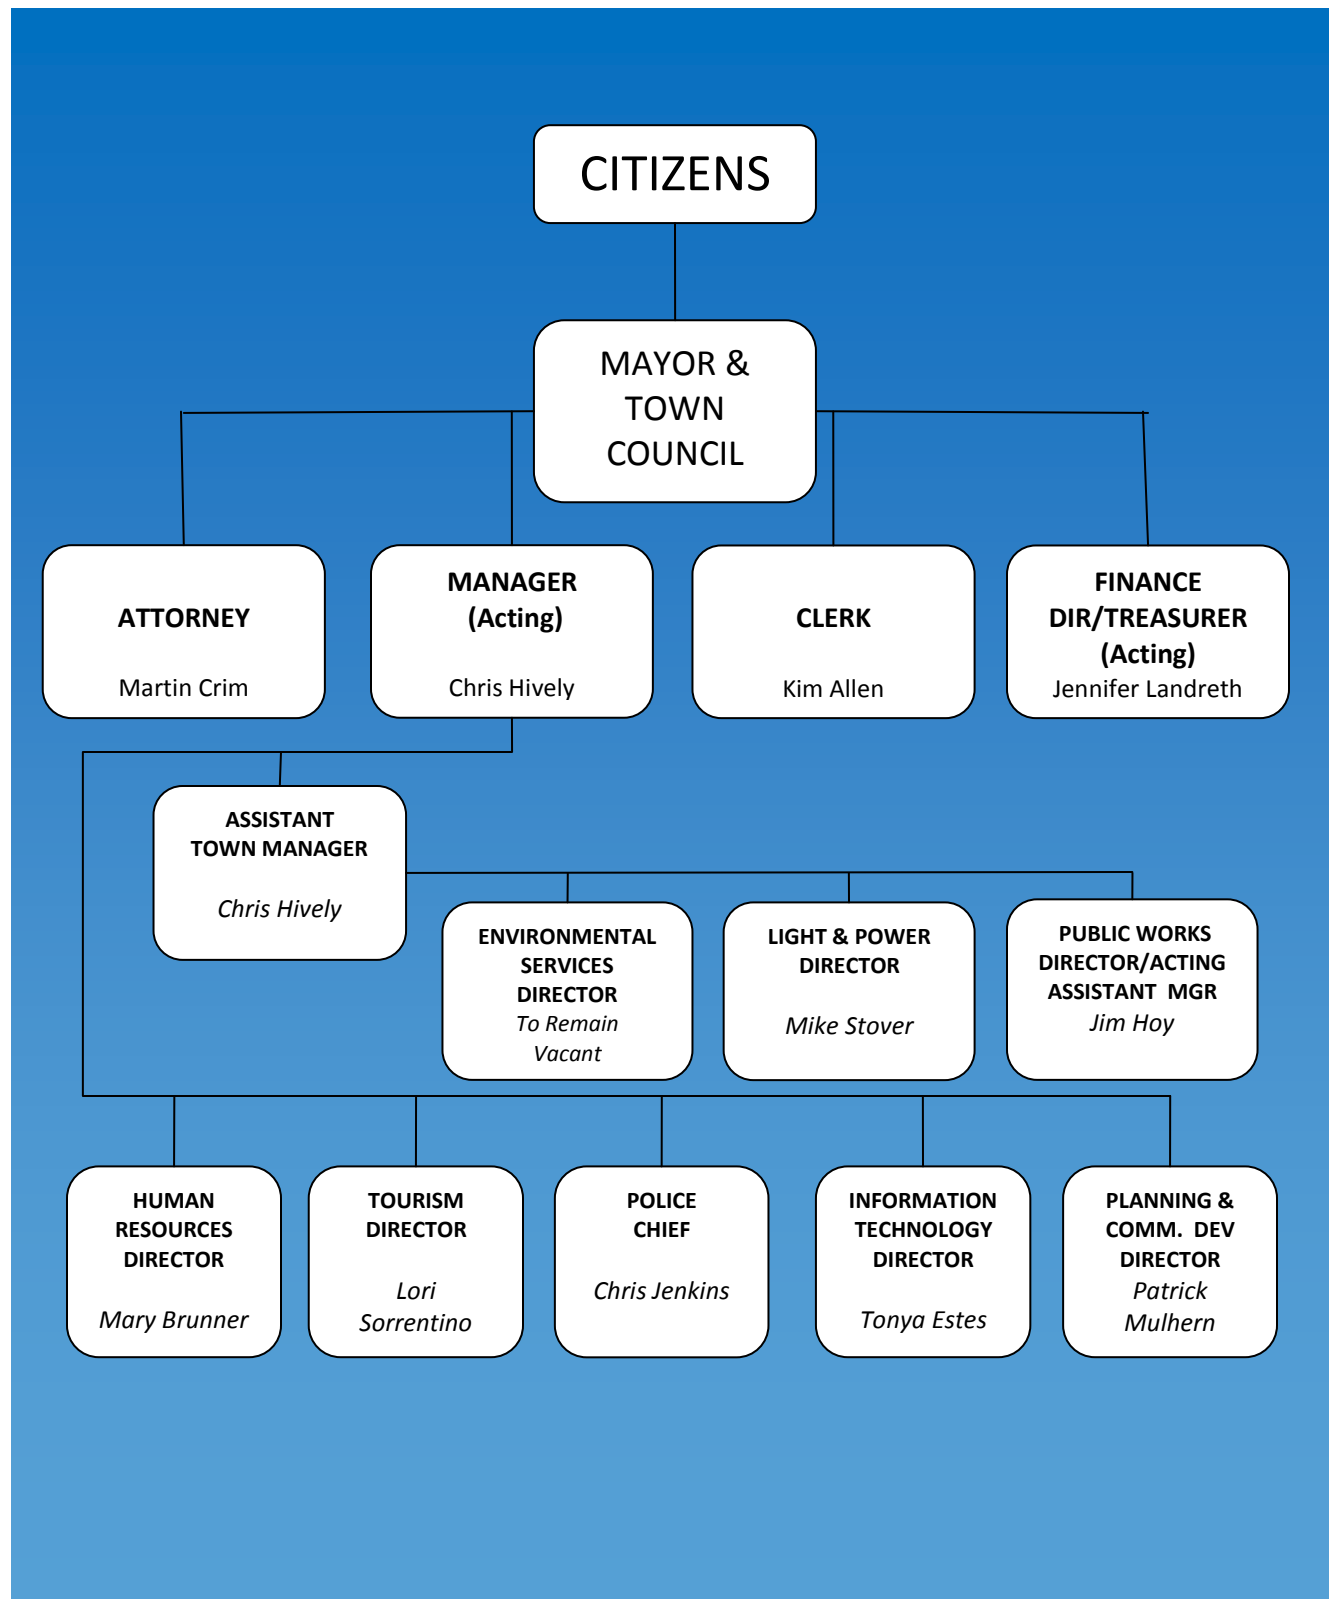 CITIZENS
MAYOR &
TOWN
COUNCIL
ATTORNEY
Martin Crim
MANAGER
(Acting)
Chris Hively
CLERK
Kim Allen
FINANCE
DIR/TREASURER
(Acting)
Jennifer Landreth
ASSISTANT
TOWN MANAGER
Chris Hively
ENVIRONMENTAL
SERVICES
DIRECTOR
To Remain
Vacant
LIGHT & POWER
DIRECTOR
Mike Stover
PUBLIC WORKS
DIRECTOR/ACTING
ASSISTANT MGR
Jim Hoy
HUMAN
RESOURCES
DIRECTOR
Mary Brunner
TOURISM
DIRECTOR
Lori
Sorrentino
POLICE
CHIEF
Chris Jenkins
INFORMATION
TECHNOLOGY
DIRECTOR
Tonya Estes
PLANNING &
COMM. DEV
DIRECTOR
Patrick
Mulhern